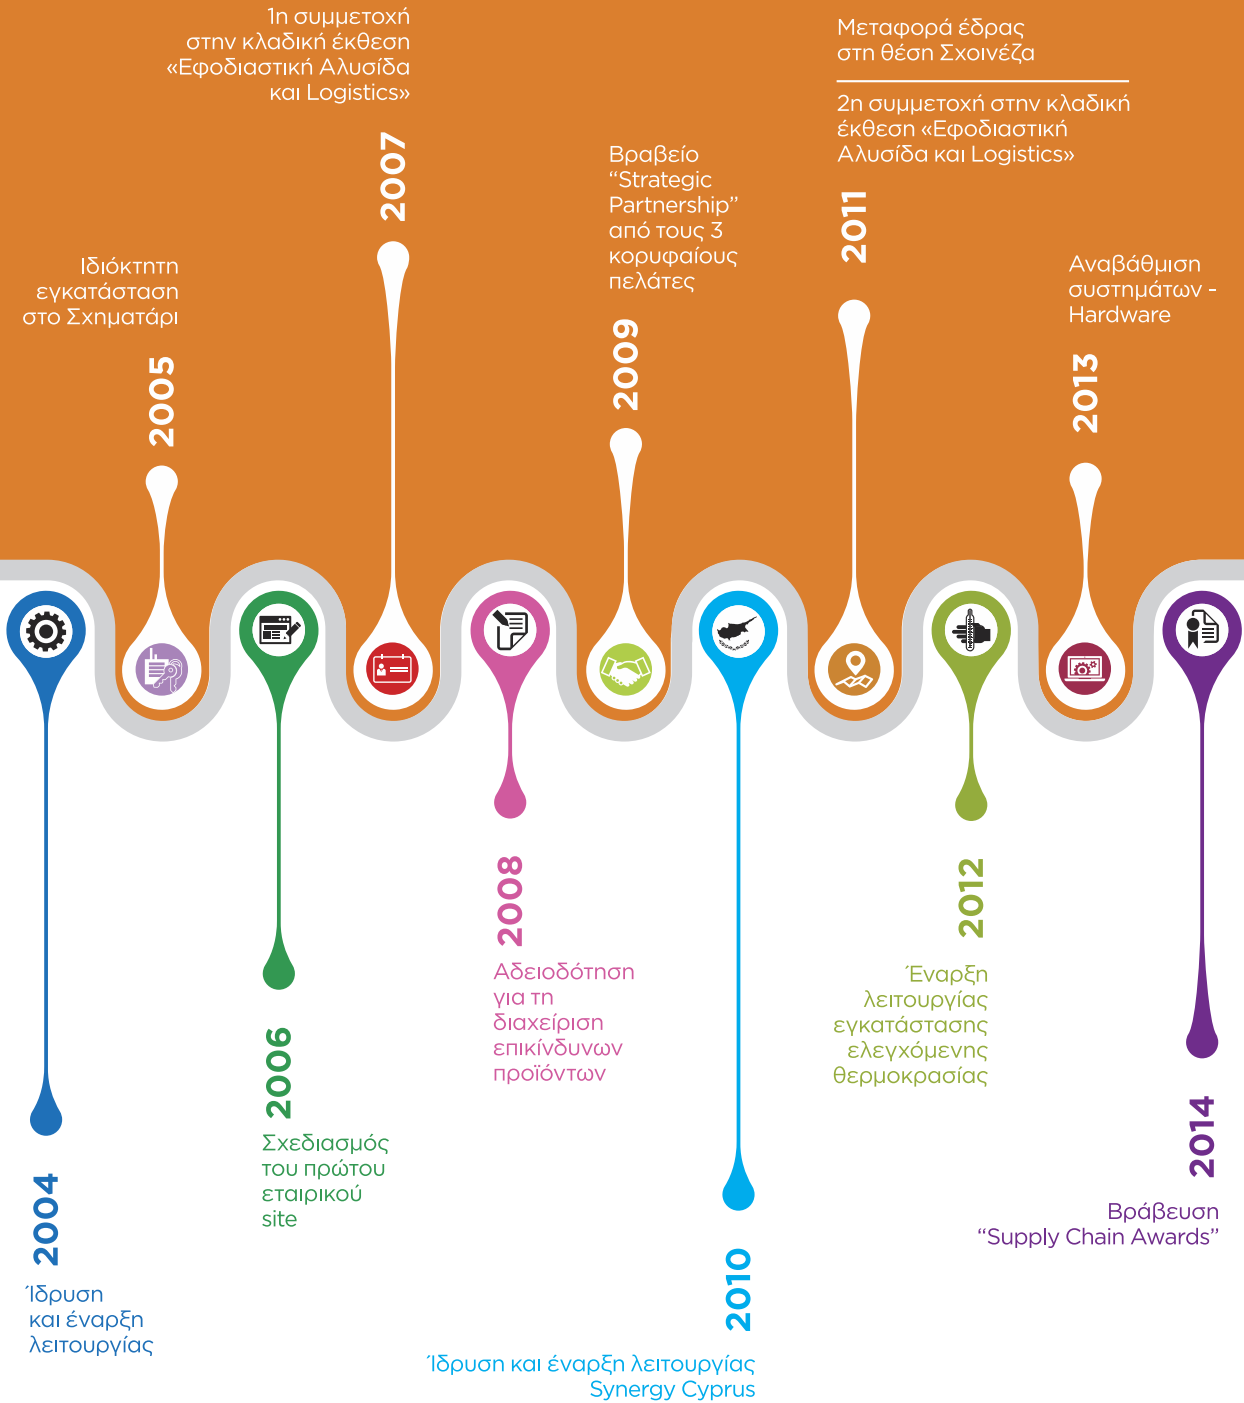 2004
Ίδρυση
και έναρξη
λειτουργίας
Ιδιόκτητη
εγκατάσταση
στο Σχηματάρι
2005
2006
Σχεδιασμός
του πρώτου
εταιρικού
site
1η συμμετοχή
στην κλαδική έκθεση
«Εφοδιαστική Αλυσίδα
και Logistics»
2007
2008
Αδειοδότηση
για τη
διαχείριση
επικίνδυνων
προϊόντων
Βραβείο
“Strategic
Partnership”
από τους 3
κορυφαίους
πελάτες
2009
2010
Ίδρυση και έναρξη λειτουργίας
Synergy Cyprus
Μεταφορά έδρας
στη θέση Σχοινέζα
2η συμμετοχή στην κλαδική
έκθεση «Εφοδιαστική
Αλυσίδα και Logistics»
2011
2012
Έναρξη
λειτουργίας
εγκατάστασης
ελεγχόμενης
θερμοκρασίας
Αναβάθμιση
συστημάτων -
Hardware
2013
2014
Βράβευση
“Supply Chain Awards”